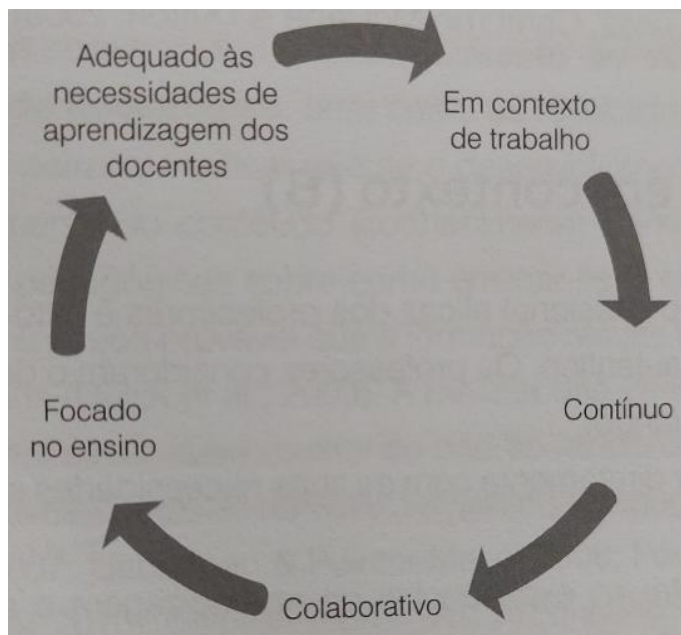 Adequado às
necessidades de
aprendizagem dos
docentes
Em contexto
de trabalho
Contínuo
Colaborativo
Focado
no ensino